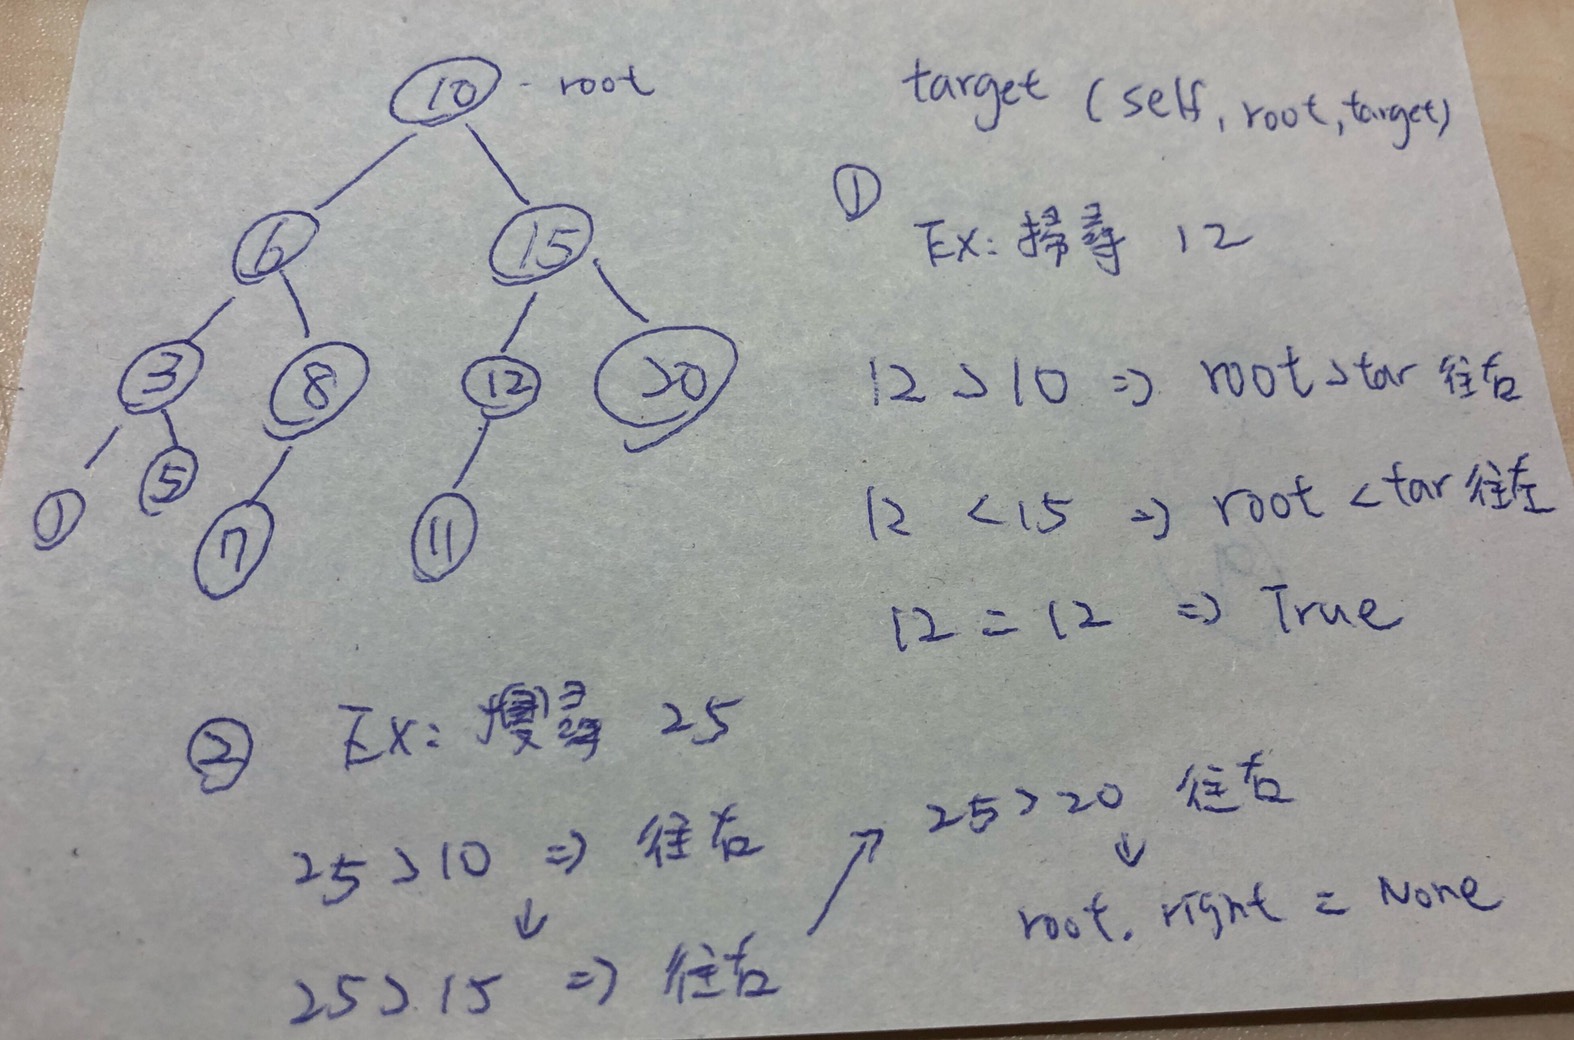 10 - root
6 15
3 8 12 20
1 5 7 11
target (self, root, target)
①
EX: 掃尋 12
12 > 10 => root > tar 往右
12 < 15 => root < tar 往左
12 = 12 => True
② EX: 搜尋 25
25 > 10 => 往右
↓
25 > 15 => 往右
↗
25 > 20 往右
↓
root. right = None